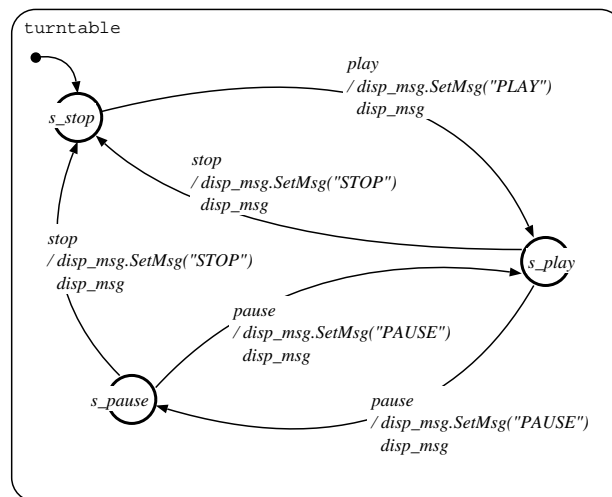 turntable
play
/ disp_msg.SetMsg("PLAY")
disp_msg
s_stop
stop
/ disp_msg.SetMsg("STOP")
disp_msg
stop
/ disp_msg.SetMsg("STOP")
disp_msg
s_play
pause
/ disp_msg.SetMsg("PAUSE")
disp_msg
s_pause
pause
/ disp_msg.SetMsg("PAUSE")
disp_msg